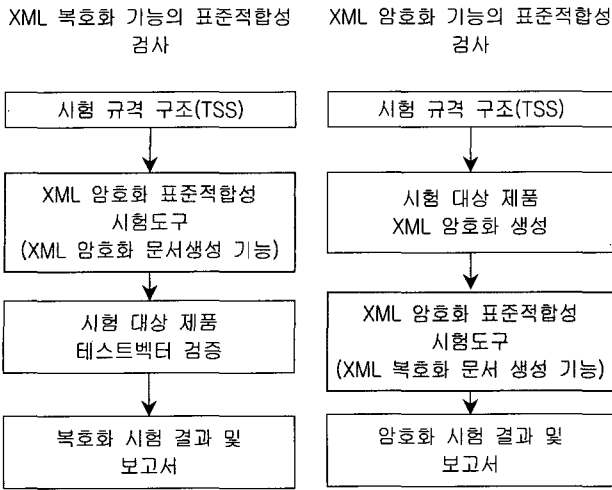 XML 복호화 기능의 표준적합성
검사
시험 규격 구조(TSS)
XML 암호화 표준적합성
시험도구
(XML 암호화 문서생성 기능)
시험 대상 제품
테스트벡터 검증
복호화 시험 결과 및
보고서
XML 암호화 기능의 표준적합성
검사
시험 규격 구조(TSS)
시험 대상 제품
XML 암호화 생성
XML 암호화 표준적합성
시험도구
(XML 복호화 문서 생성 기능)
암호화 시험 결과 및
보고서